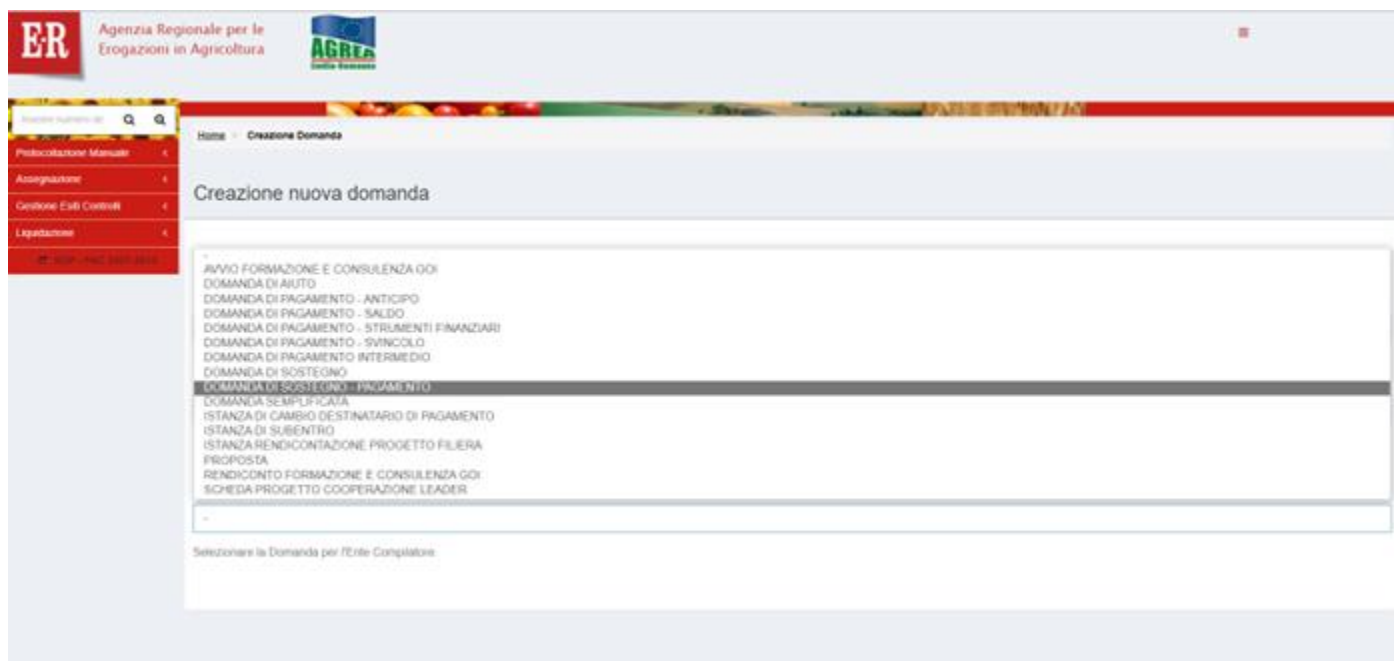 E-R
Agenzia Regionale per le
Erogazioni in Agricoltura
AGREA
Emilia-Romagna
Home
Creazione Domanda
Protocollazione Manuale
Assegnazione
Gestione Esiti Controlli
Liquidazione
Creazione nuova domanda
-
AVVIO FORMAZIONE E CONSULENZA GOI
DOMANDA DI AIUTO
DOMANDA DI PAGAMENTO - ANTICIPO
DOMANDA DI PAGAMENTO - SALDO
DOMANDA DI PAGAMENTO - STRUMENTI FINANZIARI
DOMANDA DI PAGAMENTO - SVINCOLO
DOMANDA DI PAGAMENTO INTERMEDIO
DOMANDA DI SOSTEGNO
DOMANDA DI SOSTEGNO - PAGAMENTO
DOMANDA SEMPLIFICATA
ISTANZA DI CAMBIO DESTINATARIO DI PAGAMENTO
ISTANZA DI SUBENTRO
ISTANZA RENDICONTAZIONE PROGETTO FILIERA
PROPOSTA
RENDICONTO FORMAZIONE E CONSULENZA GOI
SCHEDA PROGETTO COOPERAZIONE LEADER
-
Selezionare la Domanda per l'Ente Compilatore